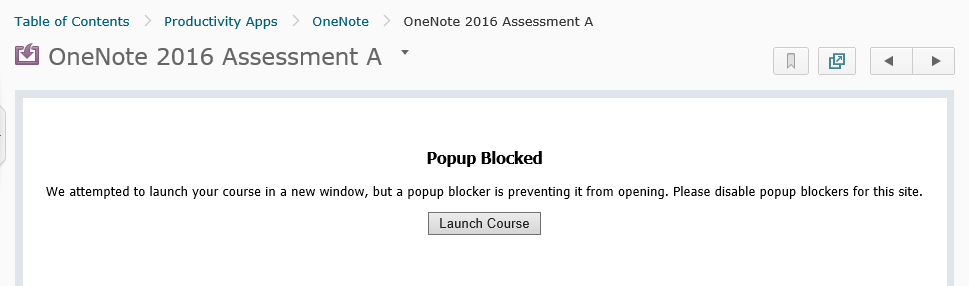 Table of Contents > Productivity Apps > OneNote > OneNote 2016 Assessment A
OneNote 2016 Assessment A
Popup Blocked
We attempted to launch your course in a new window, but a popup blocker is preventing it from opening. Please disable popup blockers for this site.
Launch Course